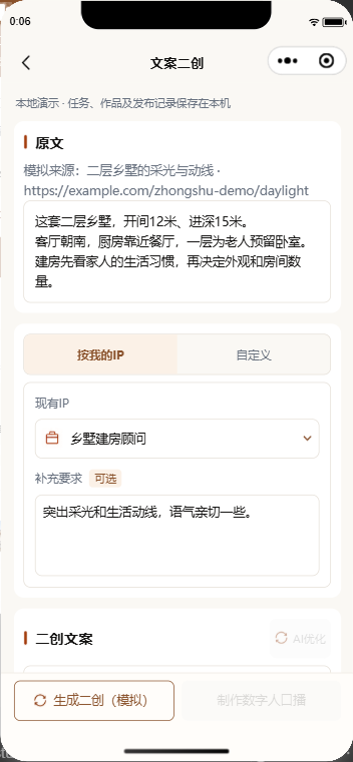 0:06
文案二创
本地演示 · 任务、作品及发布记录保存在本机
原文
模拟来源：二层乡墅的采光与动线 ·
https://example.com/zhongshu-demo/daylight
这套二层乡墅，开间12米、进深15米。
客厅朝南，厨房靠近餐厅，一层为老人预留卧室。
建房先看家人的生活习惯，再决定外观和房间数
量。
按我的IP
自定义
现有IP
乡墅建房顾问
补充要求 可选
突出采光和生活动线，语气亲切一些。
二创文案
AI优化
生成二创（模拟）
制作数字人口播